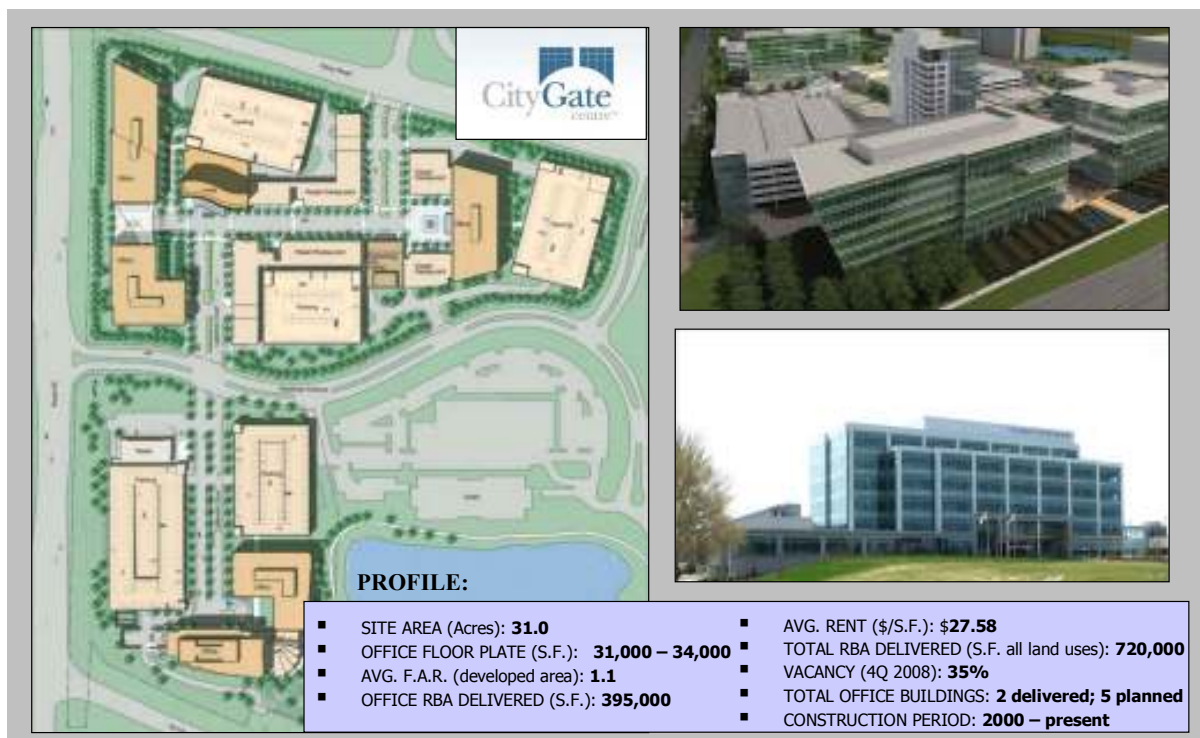 CityGate
centre™
PROFILE:
▪ SITE AREA (Acres): 31.0
▪ OFFICE FLOOR PLATE (S.F.): 31,000 – 34,000
▪ AVG. F.A.R. (developed area): 1.1
▪ OFFICE RBA DELIVERED (S.F.): 395,000
▪ AVG. RENT ($/S.F.): $27.58
▪ TOTAL RBA DELIVERED (S.F. all land uses): 720,000
▪ VACANCY (4Q 2008): 35%
▪ TOTAL OFFICE BUILDINGS: 2 delivered; 5 planned
▪ CONSTRUCTION PERIOD: 2000 – present